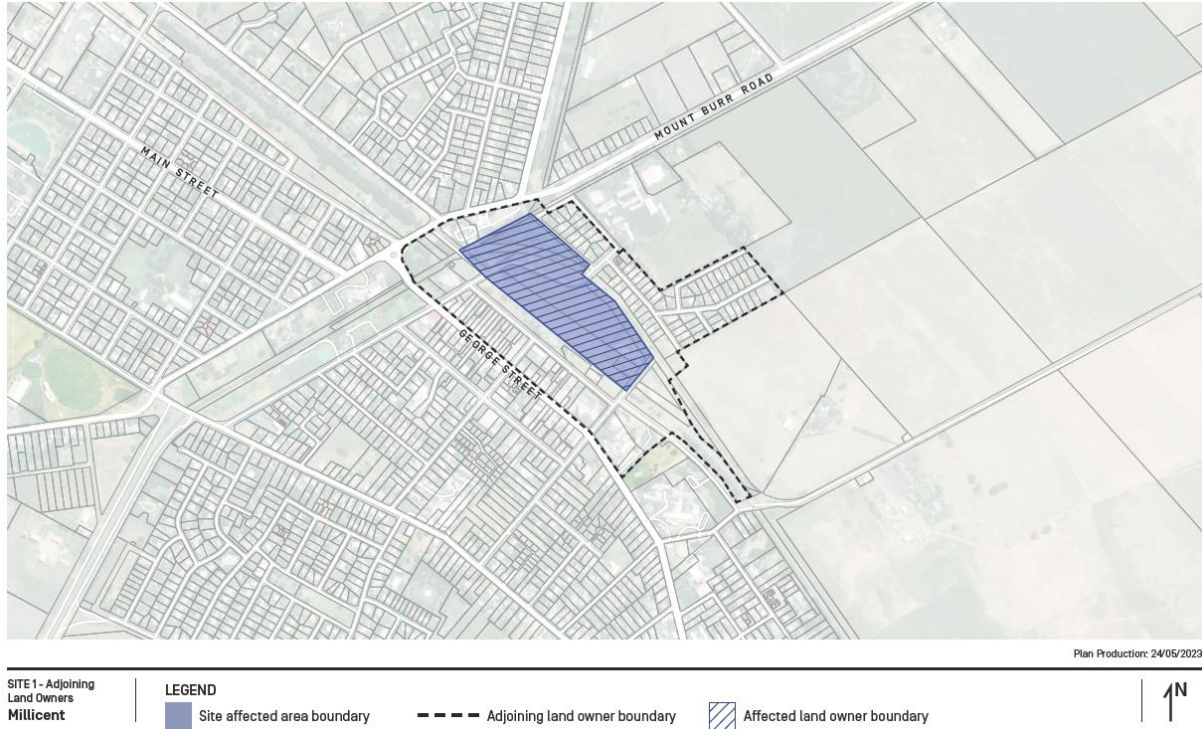 MOUNT BURR ROAD
MAIN STREET
GEORGE STREET
Plan Production: 24/05/2023
SITE 1 - Adjoining
Land Owners
Millicent
LEGEND
Site affected area boundary
Adjoining land owner boundary
Affected land owner boundary
N